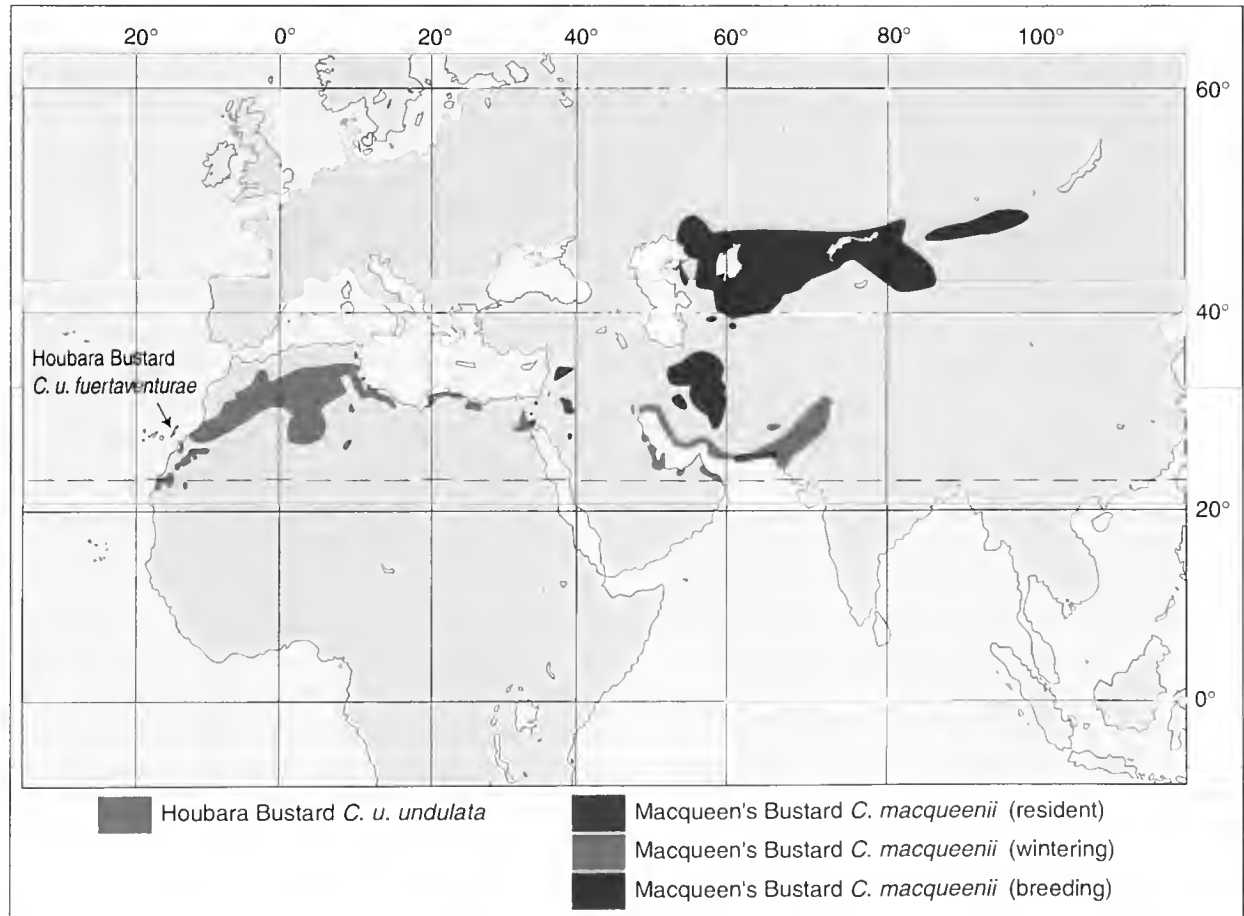 20° 0° 20° 40° 60° 80° 100°
60°
40°
Houbara Bustard
C. u. fuertaventurae
20°
0°
Houbara Bustard C. u. undulata
Macqueen's Bustard C. macqueenii (resident)
Macqueen's Bustard C. macqueenii (wintering)
Macqueen's Bustard C. macqueenii (breeding)